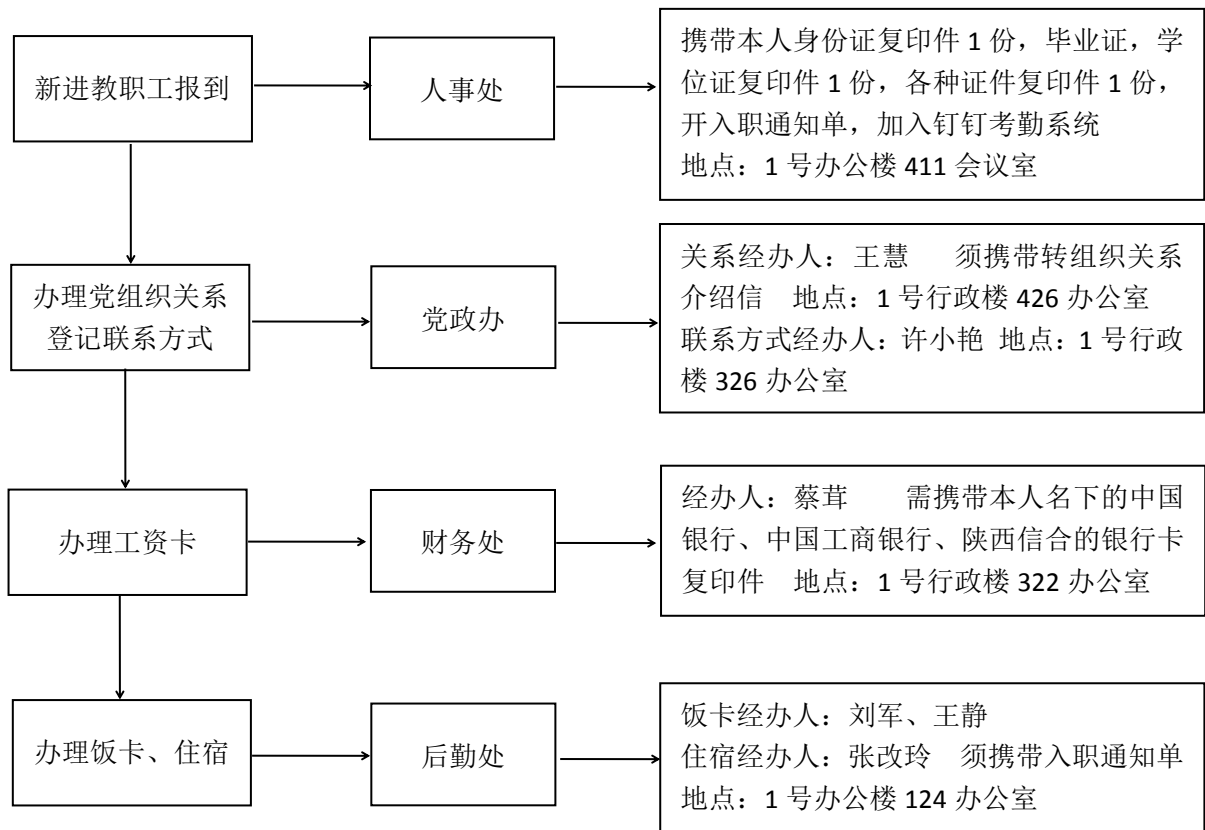 新进教职工报到
人事处
携带本人身份证复印件 1 份，毕业证，学
位证复印件 1 份，各种证件复印件 1 份，
开入职通知单，加入钉钉考勤系统
地点：1 号办公楼 411 会议室
办理党组织关系
登记联系方式
党政办
关系经办人：王慧 须携带转组织关系
介绍信 地点：1 号行政楼 426 办公室
联系方式经办人：许小艳 地点：1 号行政
楼 326 办公室
办理工资卡
财务处
经办人：蔡茸 需携带本人名下的中国
银行、中国工商银行、陕西信合的银行卡
复印件 地点：1 号行政楼 322 办公室
办理饭卡、住宿
后勤处
饭卡经办人：刘军、王静
住宿经办人：张改玲 须携带入职通知单
地点：1 号办公楼 124 办公室